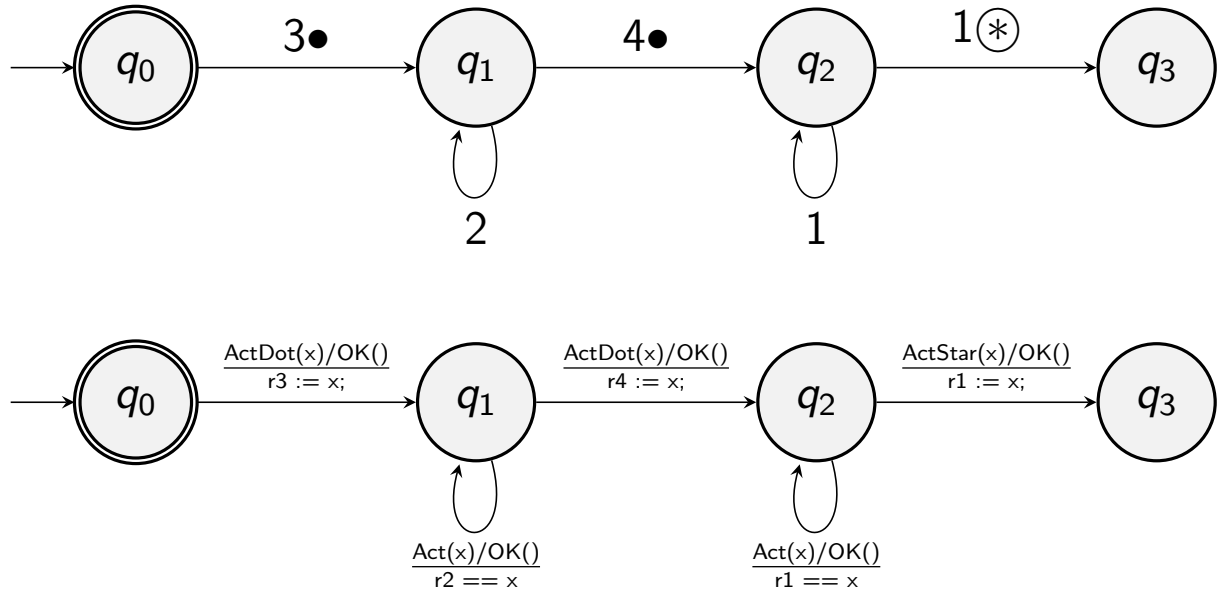 3● 4● 1⊛
q0 q1 q2 q3
2 1
ActDot(x)/OK() ActDot(x)/OK() ActStar(x)/OK()
r3 := x; r4 := x; r1 := x;
q0 q1 q2 q3
Act(x)/OK() Act(x)/OK()
r2 == x r1 == x